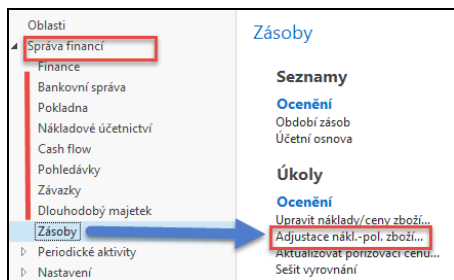 Oblasti
Správa financí
Finance
Bankovní správa
Pokladna
Nákladové účetnictví
Cash flow
Pohledávky
Závazky
Dlouhodobý majetek
Zásoby
Periodické aktivity
Nastavení
Zásoby
Seznamy
Ocenění
Období zásob
Účetní osnova
Úkoly
Ocenění
Upravit náklady/ceny zboží...
Adjustace nákl.-pol. zboží...
Aktualizovat pořizovací cenu...
Sešit vyrovnání